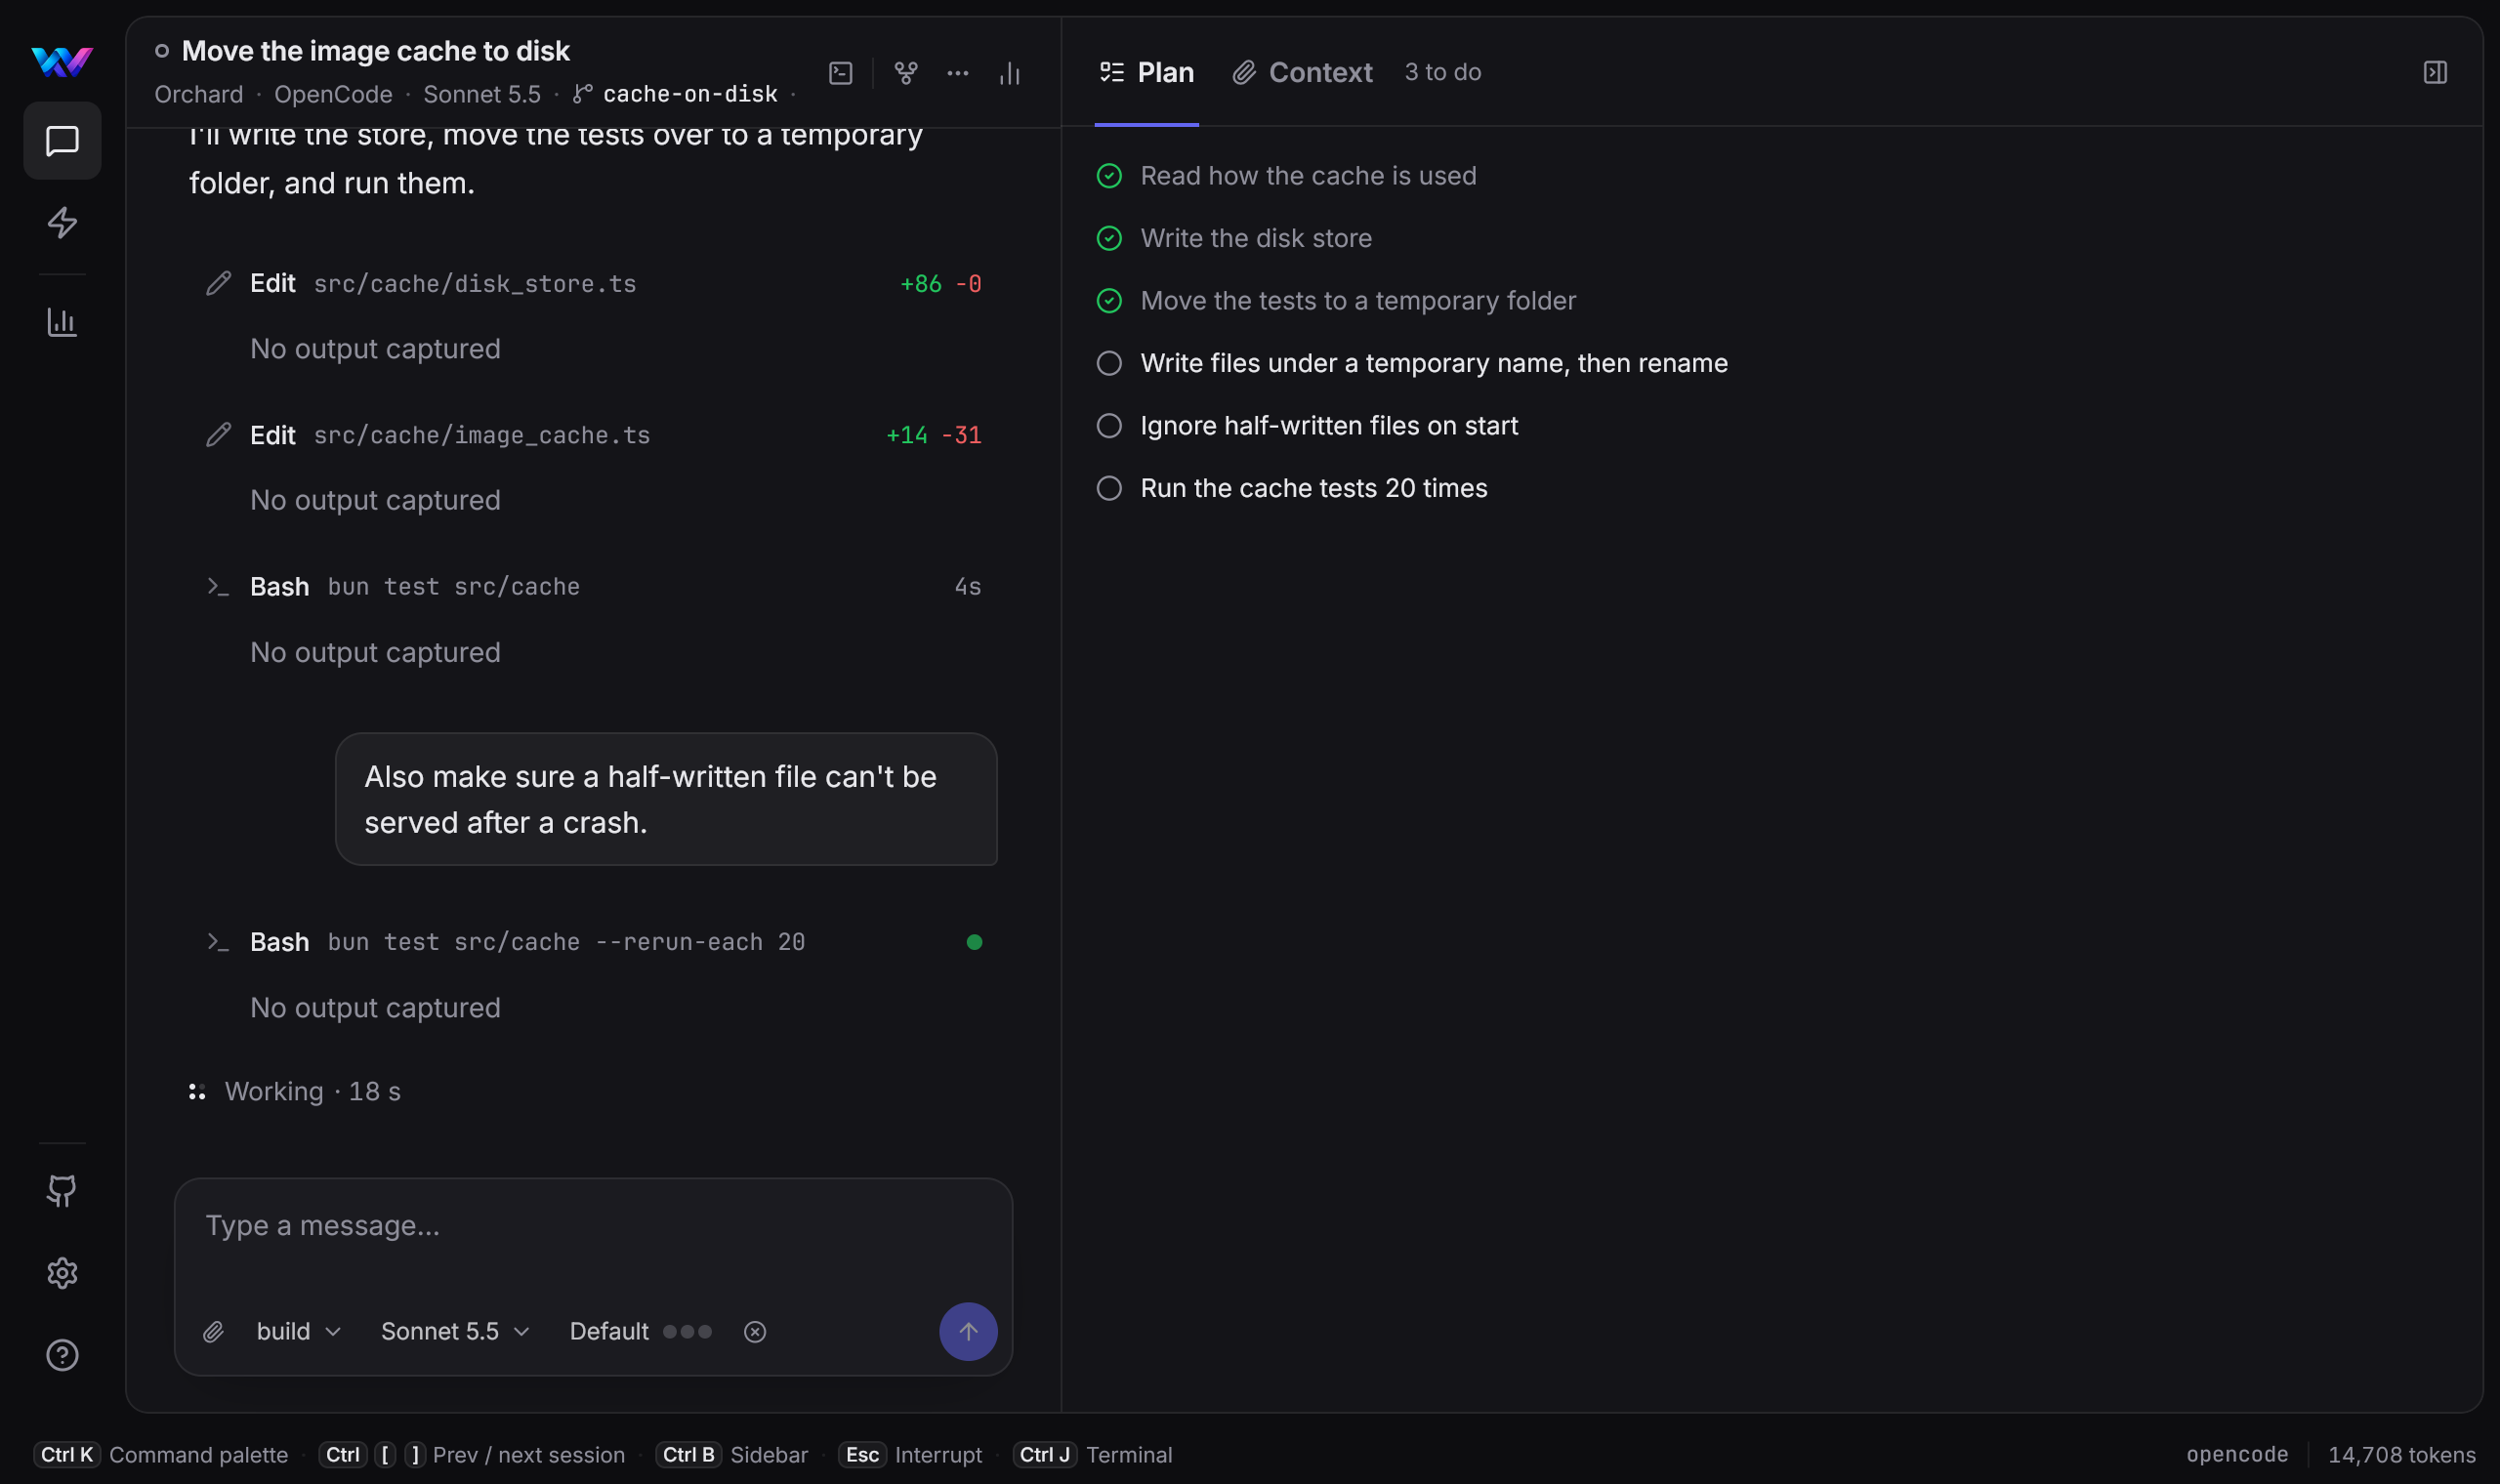 Move the image cache to disk
Orchard · OpenCode · Sonnet 5.5 · cache-on-disk ·
I'll write the store, move the tests over to a temporary
folder, and run them.
Edit src/cache/disk_store.ts +86 -0
No output captured
Edit src/cache/image_cache.ts +14 -31
No output captured
Bash bun test src/cache 4s
No output captured
Also make sure a half-written file can't be
served after a crash.
Bash bun test src/cache --rerun-each 20
No output captured
Working · 18 s
Type a message...
build Sonnet 5.5 Default
Plan Context 3 to do
Read how the cache is used
Write the disk store
Move the tests to a temporary folder
Write files under a temporary name, then rename
Ignore half-written files on start
Run the cache tests 20 times
Ctrl K Command palette · Ctrl [ ] Prev / next session · Ctrl B Sidebar · Esc Interrupt · Ctrl J Terminal
opencode 14,708 tokens